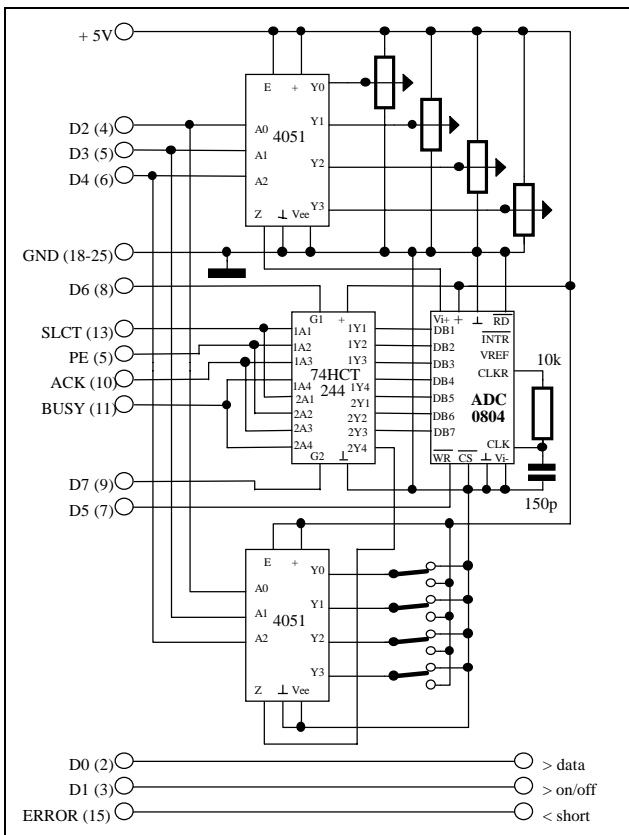 + 5V
E + Y0
D2 (4) A0 Y1
4051
D3 (5) A1
D4 (6) A2 Y2
Z ⊥ Vee Y3
GND (18-25)
D6 (8)
G1 + Vi+ + ⊥ RD
SLCT (13) 1A1 1Y1 DB1 INTR
PE (5) 1A2 1Y2 DB2 VREF
ACK (10) 1A3 1Y3 DB3 CLKR 10k
74HCT
BUSY (11) 1A4 1Y4 DB4
244
2A1 2Y1 DB5 ADC
2A2 2Y2 DB6 0804
2A3 2Y3 DB7 CLK
2A4 2Y4 WR CS ⊥ Vi-
D7 (9) G2 ⊥
D5 (7) 150p
E + Y0
A0
Y1
A1 4051
A2 Y2
Y3
Z ⊥ Vee
D0 (2) > data
D1 (3) > on/off
ERROR (15) < short